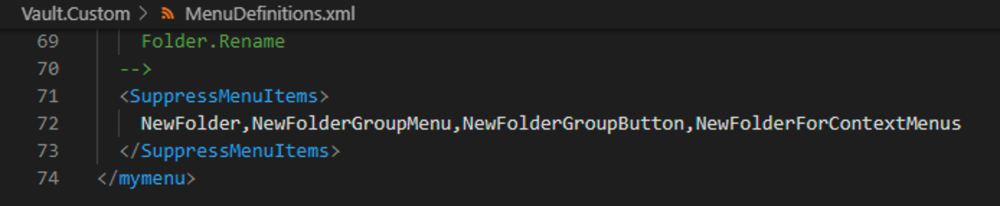 Vault.Custom > MenuDefinitions.xml
69 Folder.Rename
70 -->
71 <SuppressMenuItems>
72 NewFolder,NewFolderGroupMenu,NewFolderGroupButton,NewFolderForContextMenus
73 </SuppressMenuItems>
74 </mymenu>